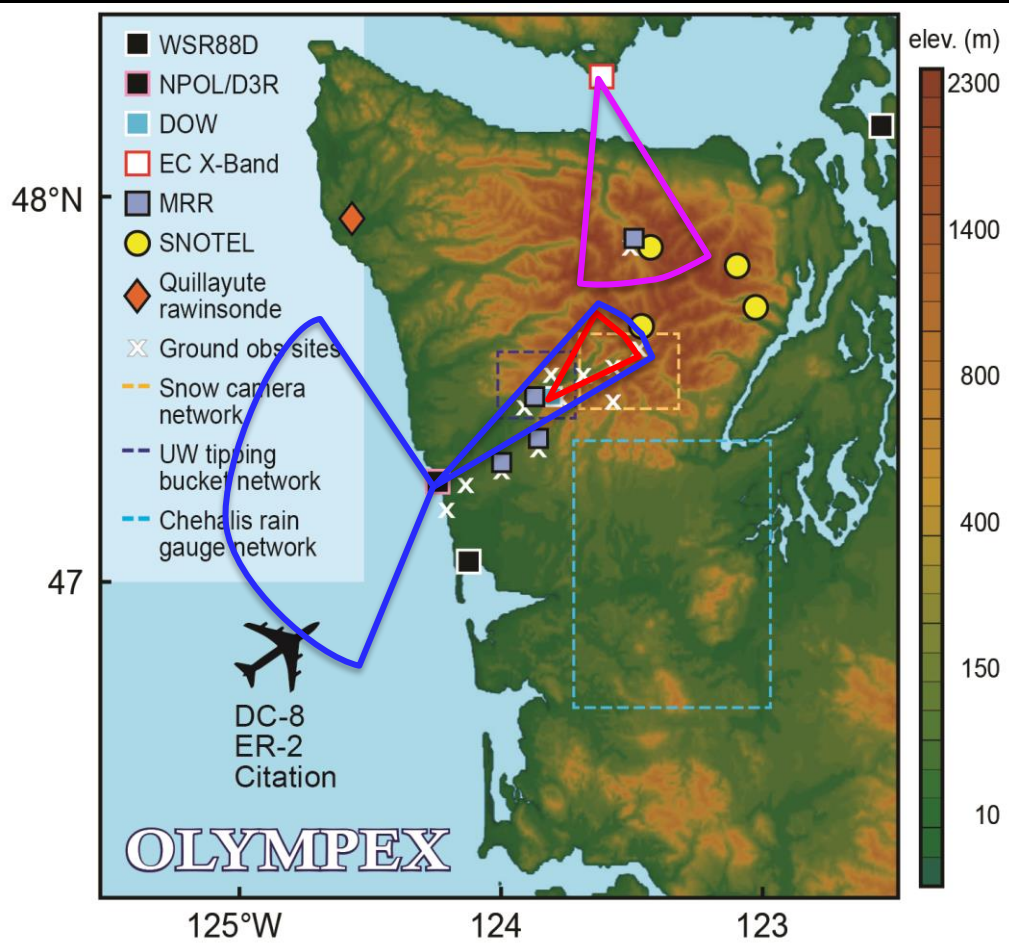 WSR88D
NPOL/D3R
DOW
EC X-Band
MRR
SNOTEL
Quillayute
rawinsonde
Ground obs sites
Snow camera
network
UW tipping
bucket network
Chehalis rain
gauge network
elev. (m)
2300
1400
800
400
150
10
48°N
47
DC-8
ER-2
Citation
OLYMPEX
125°W
124
123